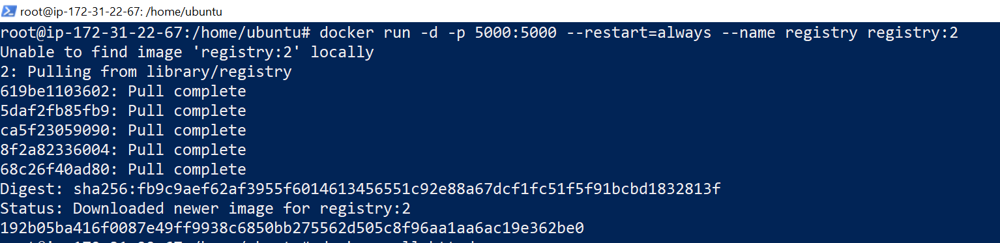 root@ip-172-31-22-67: /home/ubuntu
root@ip-172-31-22-67:/home/ubuntu# docker run -d -p 5000:5000 --restart=always --name registry registry:2
Unable to find image 'registry:2' locally
2: Pulling from library/registry
619be1103602: Pull complete
5daf2fb85fb9: Pull complete
ca5f23059090: Pull complete
8f2a82336004: Pull complete
68c26f40ad80: Pull complete
Digest: sha256:fb9c9aef62af3955f6014613456551c92e88a67dcf1fc51f5f91bcbd1832813f
Status: Downloaded newer image for registry:2
192b05ba416f0087e49ff9938c6850bb275562d505c8f96aa1aa6ac19e362be0